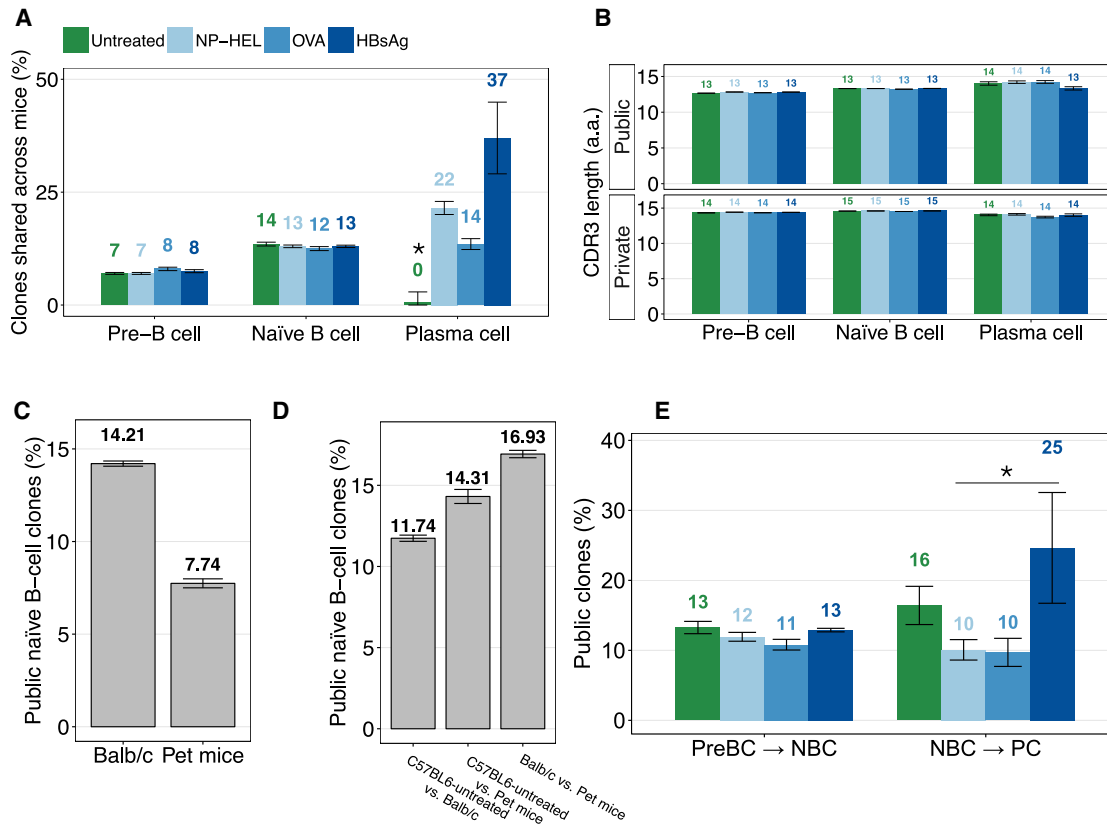 A
Untreated NP−HEL OVA HBsAg
Clones shared across mice (%)
50
25
0
7 7 8 8
14 13 12 13
*
0 22 14 37
Pre−B cell Naïve B cell Plasma cell
B
CDR3 length (a.a.)
Public
15
10
5
0
13 13 13 13
13 13 13 13
14 14 14 13
Private
15
10
5
0
14 14 14 14
15 15 15 15
14 14 14 14
Pre−B cell Naïve B cell Plasma cell
C
Public naïve B−cell clones (%)
15
10
5
0
14.21
7.74
Balb/c Pet mice
D
Public naïve B−cell clones (%)
15
10
5
0
11.74
14.31
16.93
C57BL6-untreated
vs. Balb/c
C57BL6-untreated
vs. Pet mice
Balb/c vs. Pet mice
E
Public clones (%)
40
30
20
10
0
13 12 11 13
16 10 10 25
*
PreBC → NBC NBC → PC